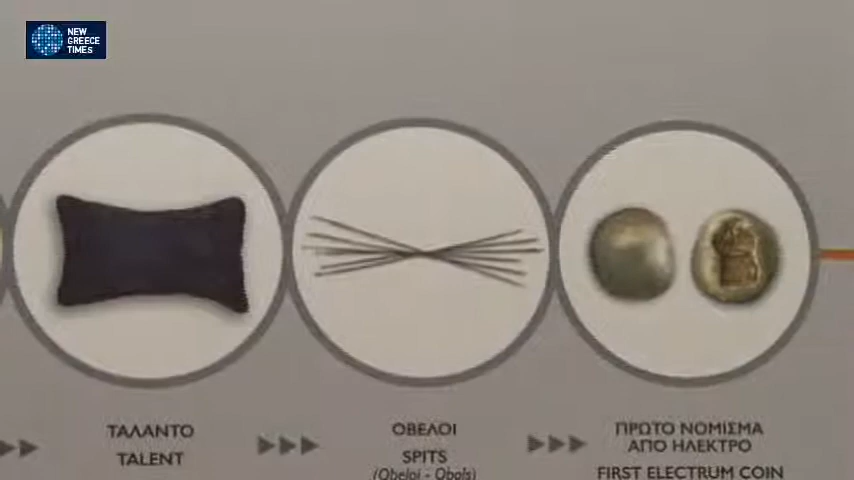 NEW
GREECE
TIMES
ΤΑΛΑΝΤΟ
TALENT
ΟΒΕΛΟΙ
SPITS
(Obeloi - Obols)
ΠΡΩΤΟ ΝΟΜΙΣΜΑ
ΑΠΟ ΗΛΕΚΤΡΟ
FIRST ELECTRUM COIN